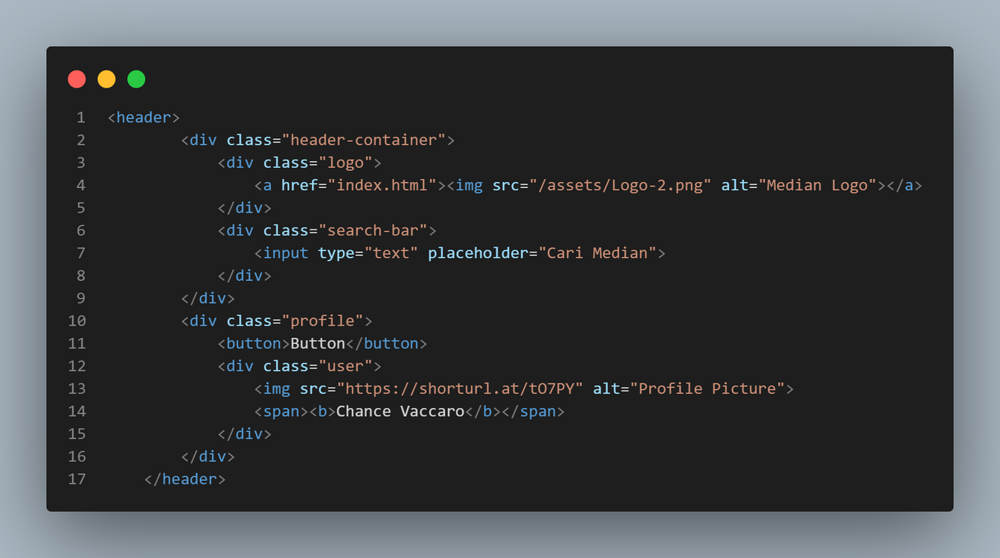 1 <header>
2         <div class="header-container">
3             <div class="logo">
4                 <a href="index.html"><img src="/assets/Logo-2.png" alt="Median Logo"></a>
5             </div>
6             <div class="search-bar">
7                 <input type="text" placeholder="Cari Median">
8             </div>
9         </div>
10         <div class="profile">
11             <button>Button</button>
12             <div class="user">
13                 <img src="https://shorturl.at/tO7PY" alt="Profile Picture">
14                 <span><b>Chance Vaccaro</b></span>
15             </div>
16         </div>
17     </header>